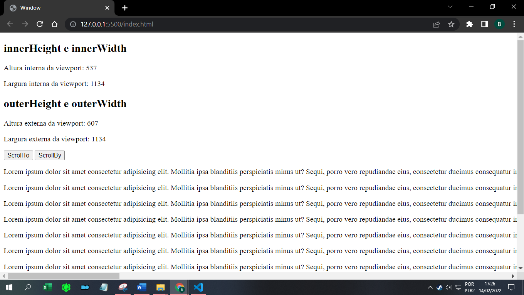 Window
127.0.0.1:5500/index.html
innerHeight e innerWidth
Altura interna da viewport: 537
Largura interna da viewport: 1134
outerHeight e outerWidth
Altura externa da viewport: 607
Largura externa da viewport: 1134
ScrollTo ScrollBy
Lorem ipsum dolor sit amet consectetur adipisicing elit. Mollitia ipsa blanditiis perspiciatis minus ut? Sequi, porro vero repudiandae eius, consectetur ducimus consequatur
Lorem ipsum dolor sit amet consectetur adipisicing elit. Mollitia ipsa blanditiis perspiciatis minus ut? Sequi, porro vero repudiandae eius, consectetur ducimus consequatur
Lorem ipsum dolor sit amet consectetur adipisicing elit. Mollitia ipsa blanditiis perspiciatis minus ut? Sequi, porro vero repudiandae eius, consectetur ducimus consequatur
Lorem ipsum dolor sit amet consectetur adipisicing elit. Mollitia ipsa blanditiis perspiciatis minus ut? Sequi, porro vero repudiandae eius, consectetur ducimus consequatur
Lorem ipsum dolor sit amet consectetur adipisicing elit. Mollitia ipsa blanditiis perspiciatis minus ut? Sequi, porro vero repudiandae eius, consectetur ducimus consequatur
Lorem ipsum dolor sit amet consectetur adipisicing elit. Mollitia ipsa blanditiis perspiciatis minus ut? Sequi, porro vero repudiandae eius, consectetur ducimus consequatur
Lorem ipsum dolor sit amet consectetur adipisicing elit. Mollitia ipsa blanditiis perspiciatis minus ut? Sequi, porro vero repudiandae eius, consectetur ducimus consequatur
POR